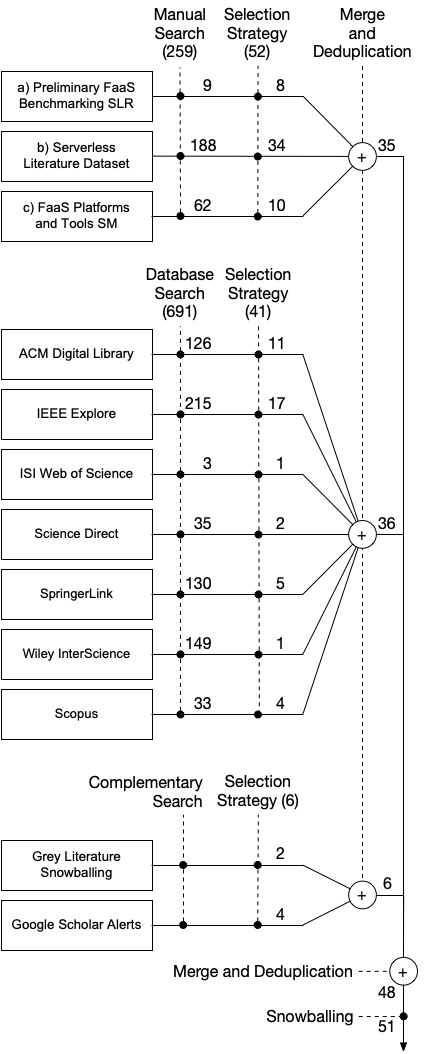 Manual Search (259)
Selection Strategy (52)
Merge and Deduplication
a) Preliminary FaaS Benchmarking SLR
9
8
b) Serverless Literature Dataset
188
34
35
c) FaaS Platforms and Tools SM
62
10
Database Search (691)
Selection Strategy (41)
ACM Digital Library
126
11
IEEE Explore
215
17
ISI Web of Science
3
1
Science Direct
35
2
36
SpringerLink
130
5
Wiley InterScience
149
1
Scopus
33
4
Complementary Search
Selection Strategy (6)
Grey Literature Snowballing
2
6
Google Scholar Alerts
4
Merge and Deduplication
48
Snowballing
51
+
+
+
+